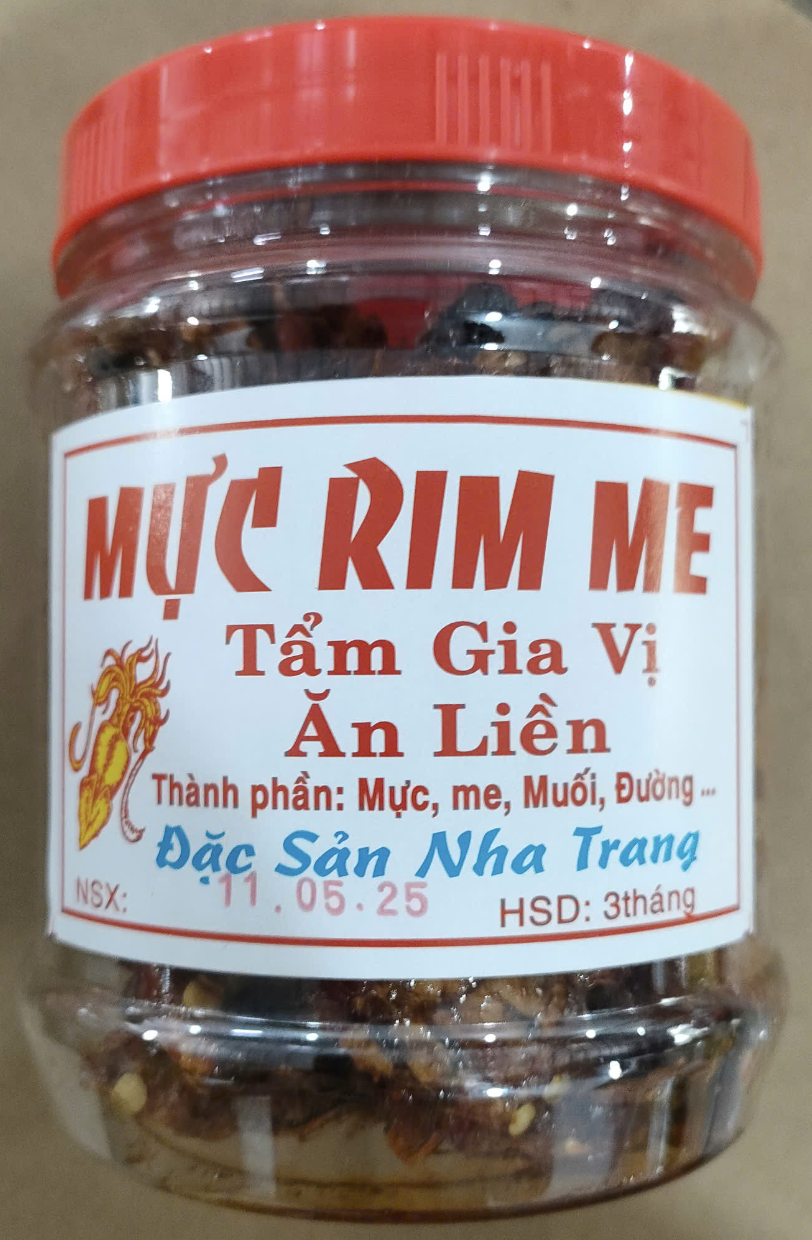 MỰC RIM ME
Tẩm Gia Vị
Ăn Liền
Thành phần: Mực, me, Muối, Đường ...
Đặc Sản Nha Trang
NSX: 11.05.25 HSD: 3tháng